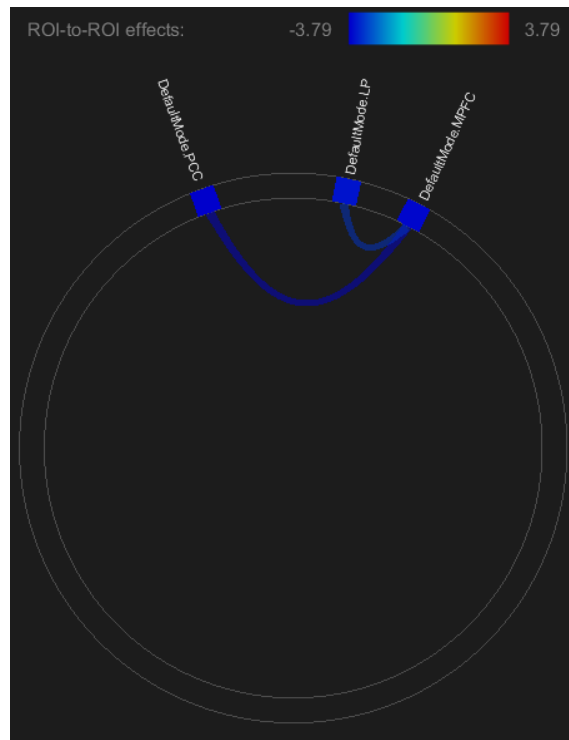 ROI-to-ROI effects: -3.79 3.79
DefaultMode.PCC
DefaultMode.LP
DefaultMode.MPFC